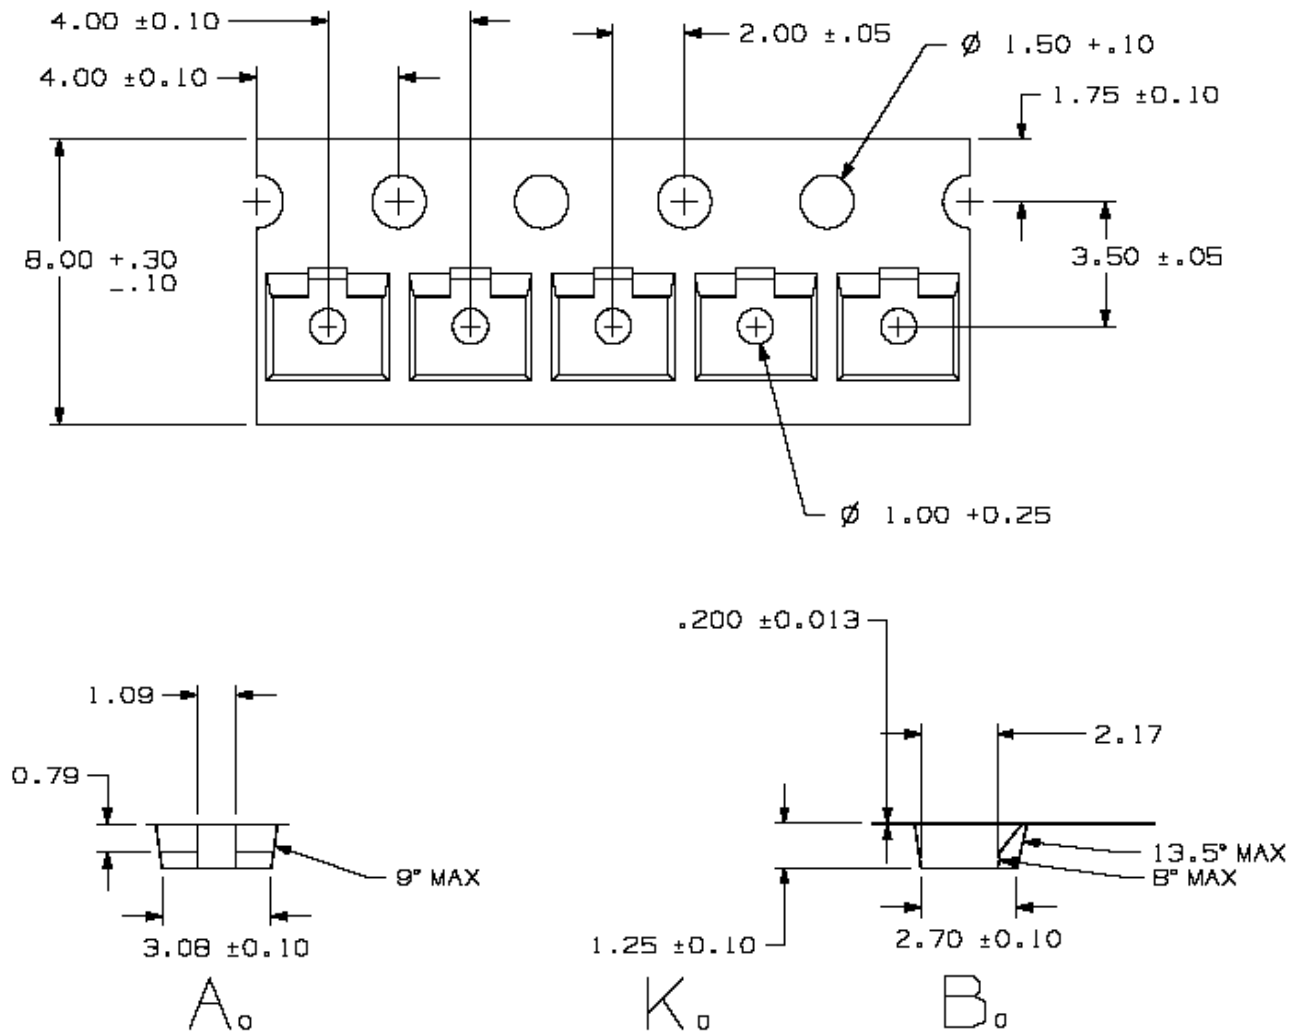 4.00 ±0.10
2.00 ±.05
Ø 1.50 +.10
4.00 ±0.10
1.75 ±0.10
8.00 +.30
-.10
3.50 ±.05
Ø 1.00 +0.25
.200 ±0.013
1.09
2.17
0.79
13.5° MAX
8° MAX
9° MAX
3.08 ±0.10
1.25 ±0.10
2.70 ±0.10
A₀
K₀
B₀